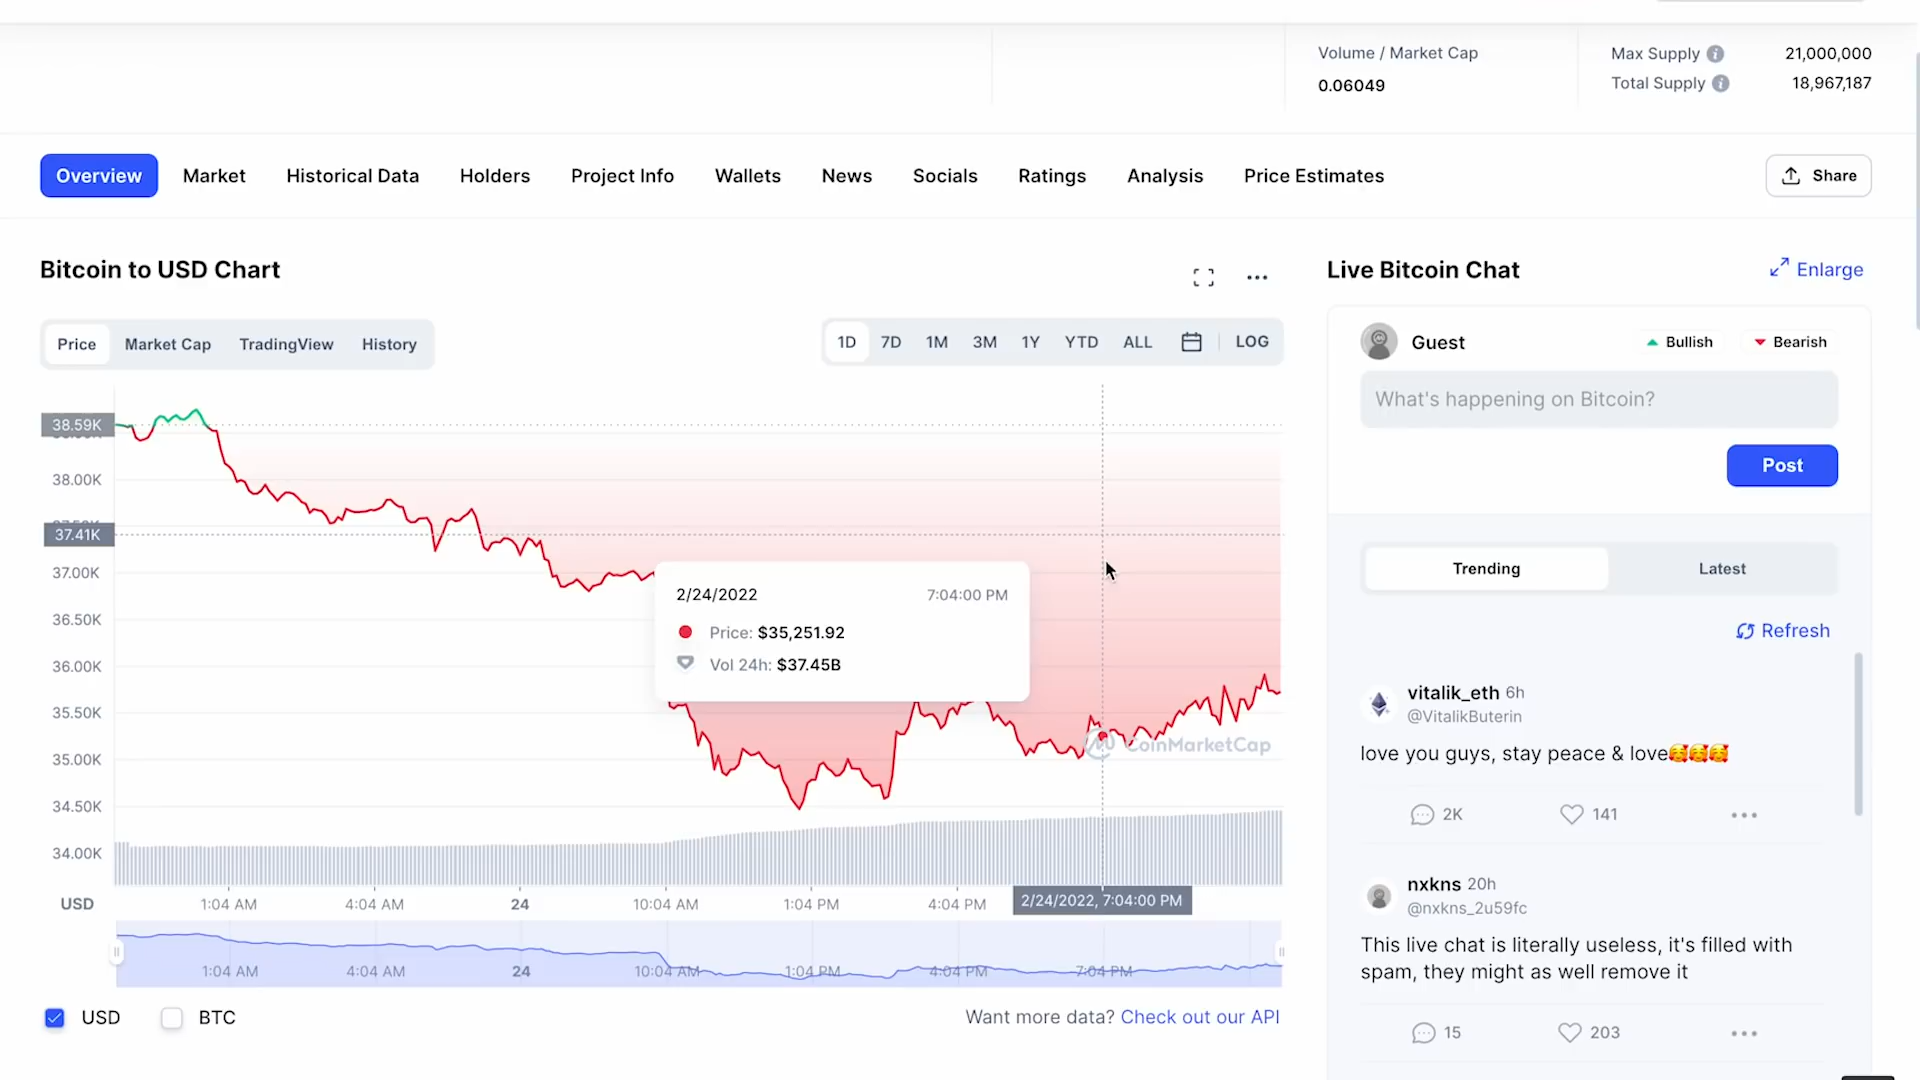 Volume / Market Cap
0.06049
Max Supply 21,000,000
Total Supply 18,967,187
Overview Market Historical Data Holders Project Info Wallets News Socials Ratings Analysis Price Estimates Share
Bitcoin to USD Chart
Price Market Cap TradingView History
1D 7D 1M 3M 1Y YTD ALL LOG
38.59K
38.00K
37.41K
37.00K
36.50K
36.00K
35.50K
35.00K
34.50K
34.00K
2/24/2022 7:04:00 PM
Price: $35,251.92
Vol 24h: $37.45B
CoinMarketCap
USD 1:04 AM 4:04 AM 24 10:04 AM 1:04 PM 4:04 PM 2/24/2022, 7:04:00 PM
1:04 AM 4:04 AM 24 10:04 AM 1:04 PM 4:04 PM 7:04 PM
USD BTC
Want more data? Check out our API
Live Bitcoin Chat
Enlarge
Guest Bullish Bearish
What's happening on Bitcoin?
Post
Trending Latest
Refresh
vitalik_eth 6h
@VitalikButerin
love you guys, stay peace & love🥰🥰🥰
2K 141
nxkns 20h
@nxkns_2u59fc
This live chat is literally useless, it's filled with
spam, they might as well remove it
15 203